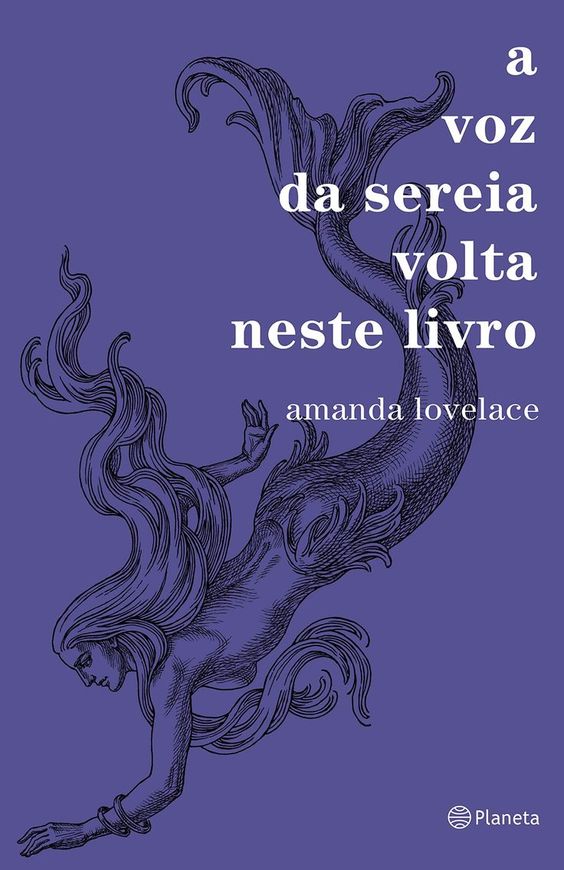 a
voz
da sereia
volta
neste livro
amanda lovelace
Planeta